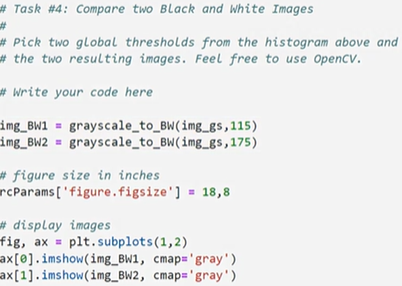 # Task #4: Compare two Black and White Images
#
# Pick two global thresholds from the histogram above and
# the two resulting images. Feel free to use OpenCV.
# Write your code here
img_BW1 = grayscale_to_BW(img_gs,115)
img_BW2 = grayscale_to_BW(img_gs,175)
# figure size in inches
rcParams['figure.figsize'] = 18,8
# display images
fig, ax = plt.subplots(1,2)
ax[0].imshow(img_BW1, cmap='gray')
ax[1].imshow(img_BW2, cmap='gray')